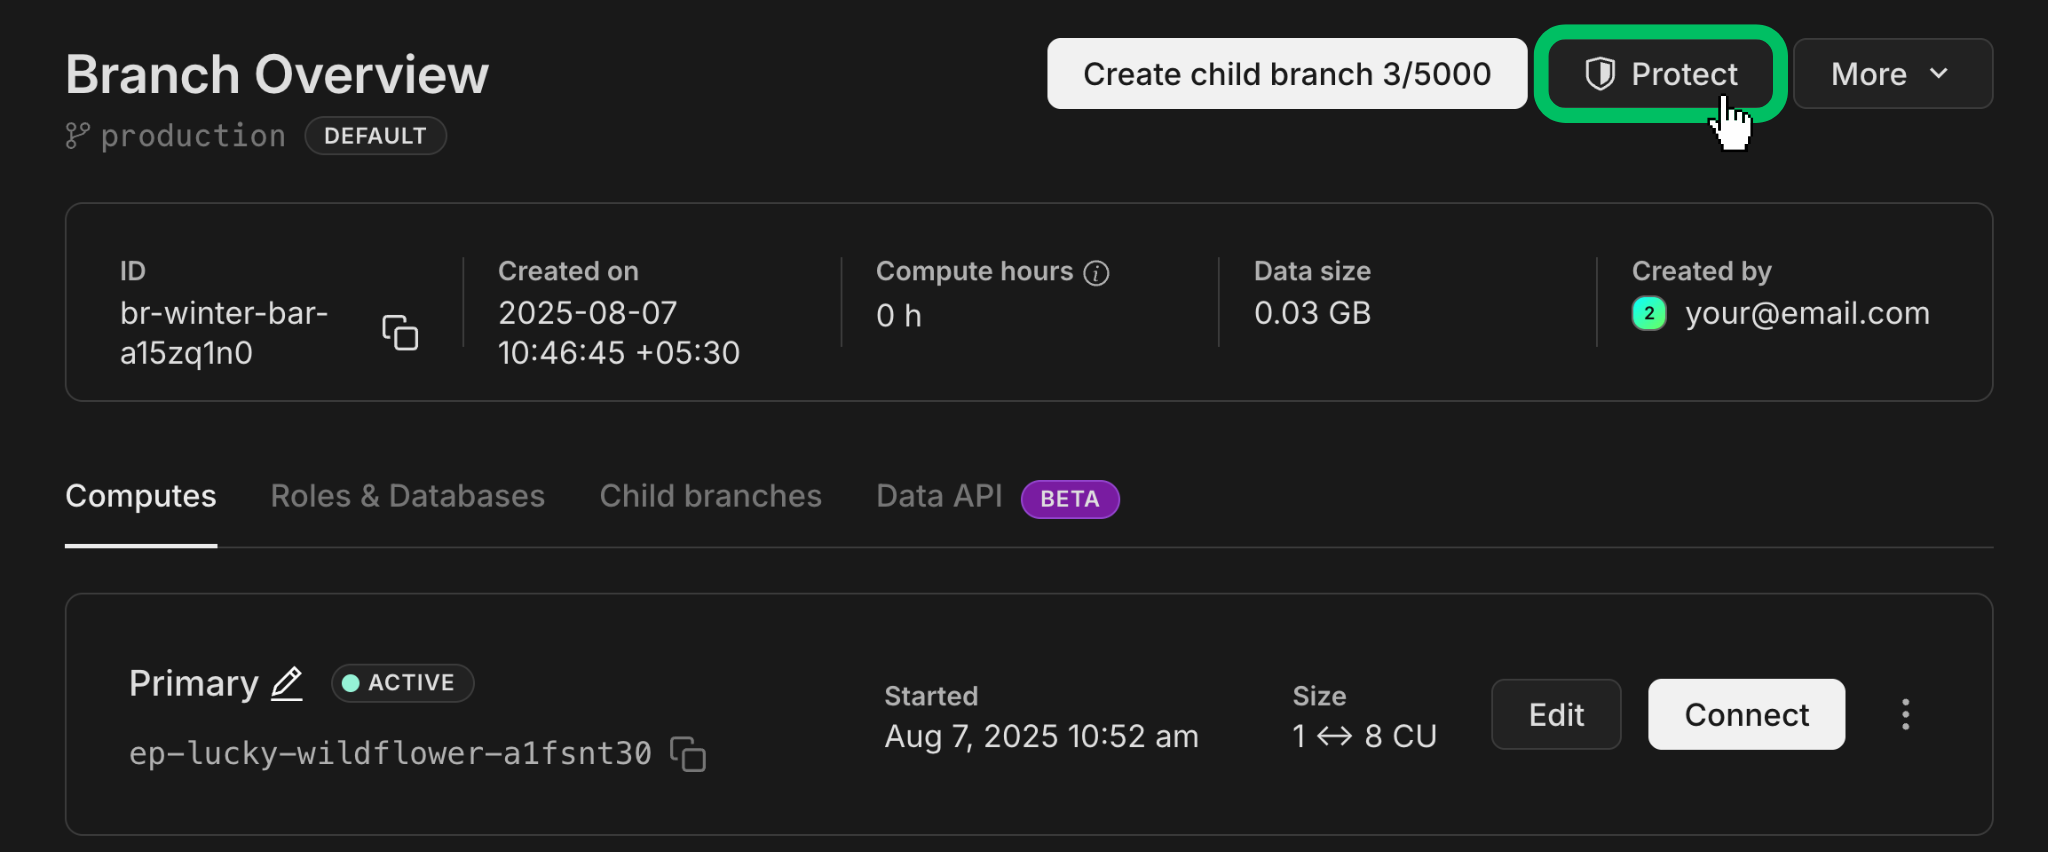 Branch Overview
Create child branch 3/5000
Protect
More
production
DEFAULT
ID
br-winter-bar-
a15zq1n0
Created on
2025-08-07
10:46:45 +05:30
Compute hours
0 h
Data size
0.03 GB
Created by
2 your@email.com
Computes
Roles & Databases
Child branches
Data API
BETA
Primary
ACTIVE
ep-lucky-wildflower-a1fsnt30
Started
Aug 7, 2025 10:52 am
Size
1 ↔ 8 CU
Edit
Connect